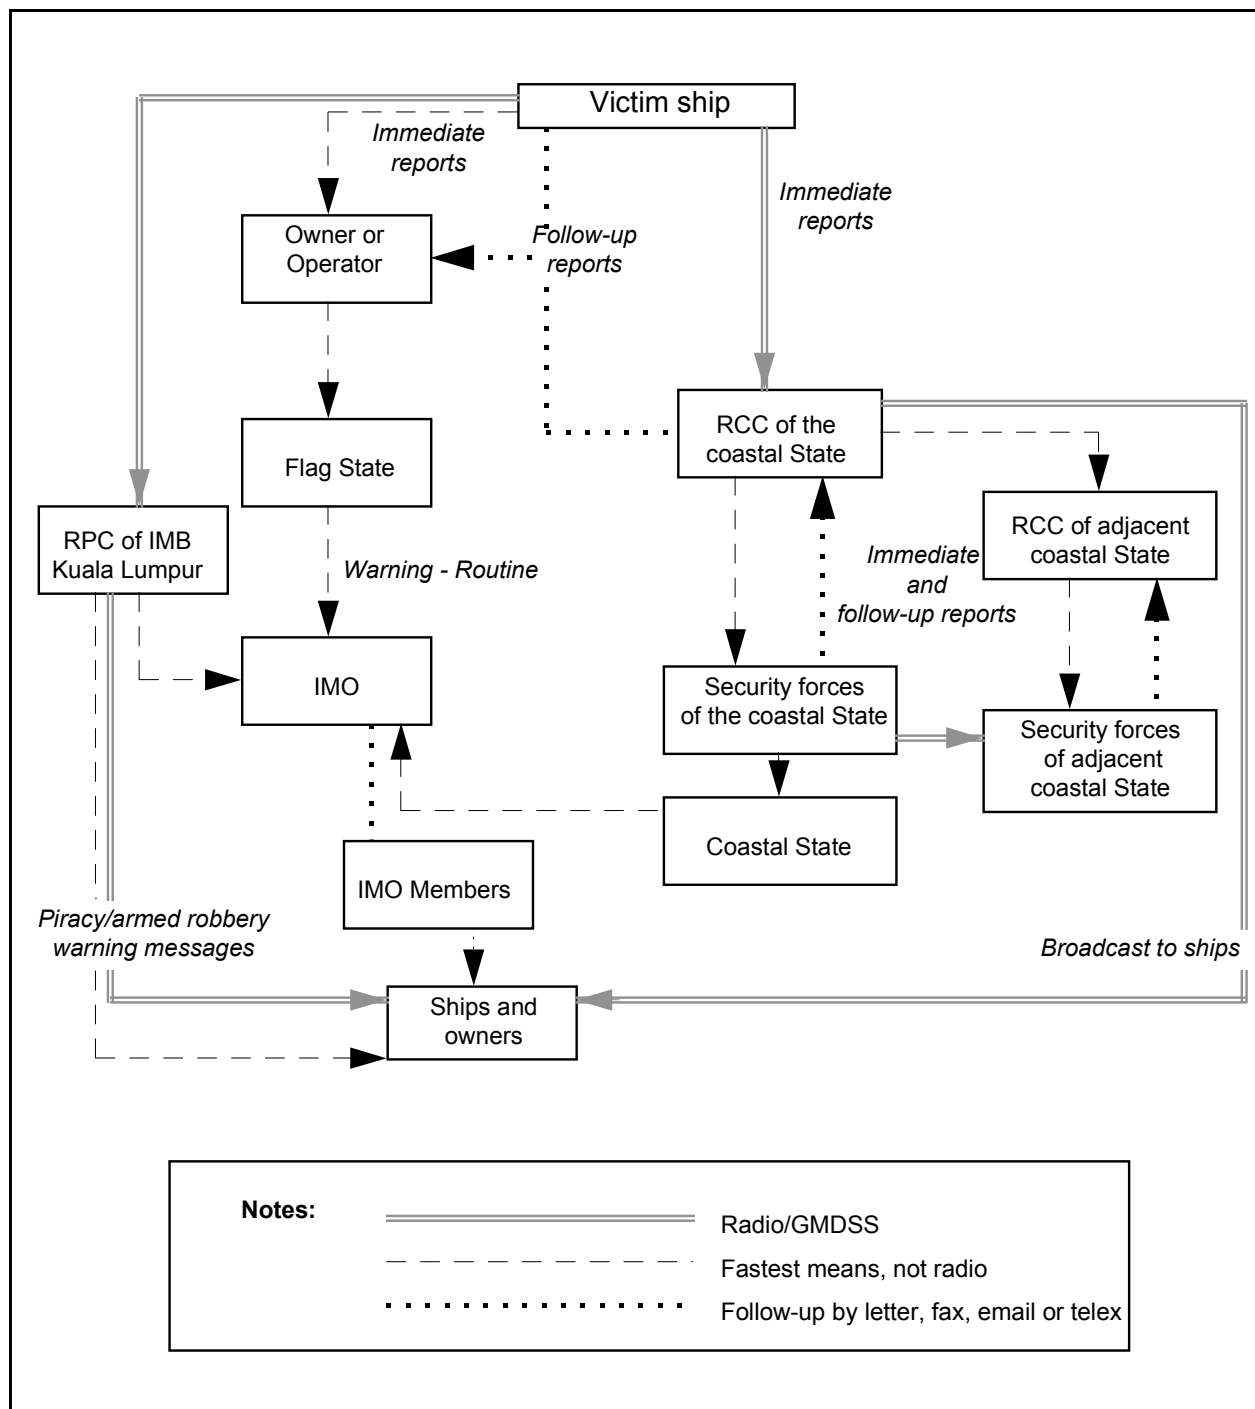 Victim ship
Immediate
reports
Immediate
reports
Owner or
Operator
Follow-up
reports
RCC of the
coastal State
Flag State
RPC of IMB
Kuala Lumpur
RCC of adjacent
coastal State
Warning - Routine
Immediate
and
follow-up reports
IMO
Security forces
of the coastal State
Security forces
of adjacent
coastal State
Coastal State
IMO Members
Piracy/armed robbery
warning messages
Broadcast to ships
Ships and
owners
Notes:
Radio/GMDSS
Fastest means, not radio
Follow-up by letter, fax, email or telex